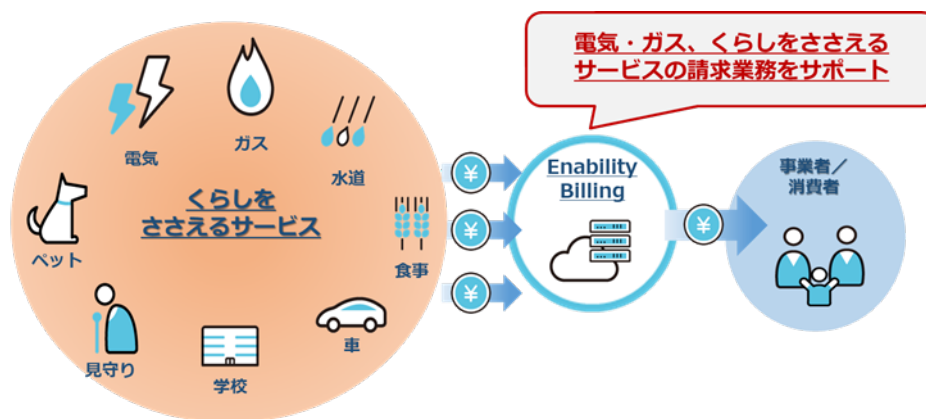 電気・ガス、くらしをささえる
サービスの請求業務をサポート
電気
ガス
水道
くらしを
ささえるサービス
ペット
食事
見守り
学校
車
¥
¥
¥
Enability
Billing
¥
事業者／
消費者